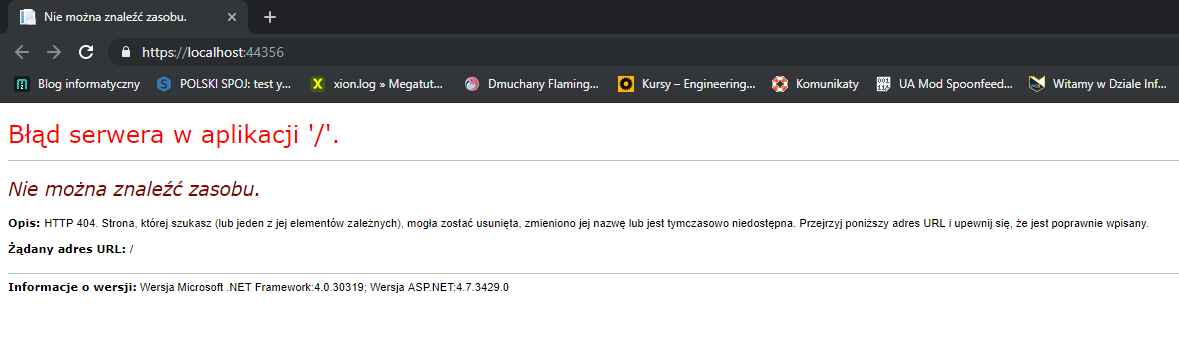 Nie można znaleźć zasobu.
https://localhost:44356
Blog informatyczny POLSKI SPOJ: test y... xion.log » Megatut... Dmuchany Flaming... Kursy – Engineering... Komunikaty UA Mod Spoonfeed... Witamy w Dziale Inf...
Błąd serwera w aplikacji '/'.
Nie można znaleźć zasobu.
Opis: HTTP 404. Strona, której szukasz (lub jeden z jej elementów zależnych), mogła zostać usunięta, zmieniono jej nazwę lub jest tymczasowo niedostępna. Przejrzyj poniższy adres URL i upewnij się, że jest poprawnie wpisany.
Żądany adres URL: /
Informacje o wersji: Wersja Microsoft .NET Framework:4.0.30319; Wersja ASP.NET:4.7.3429.0